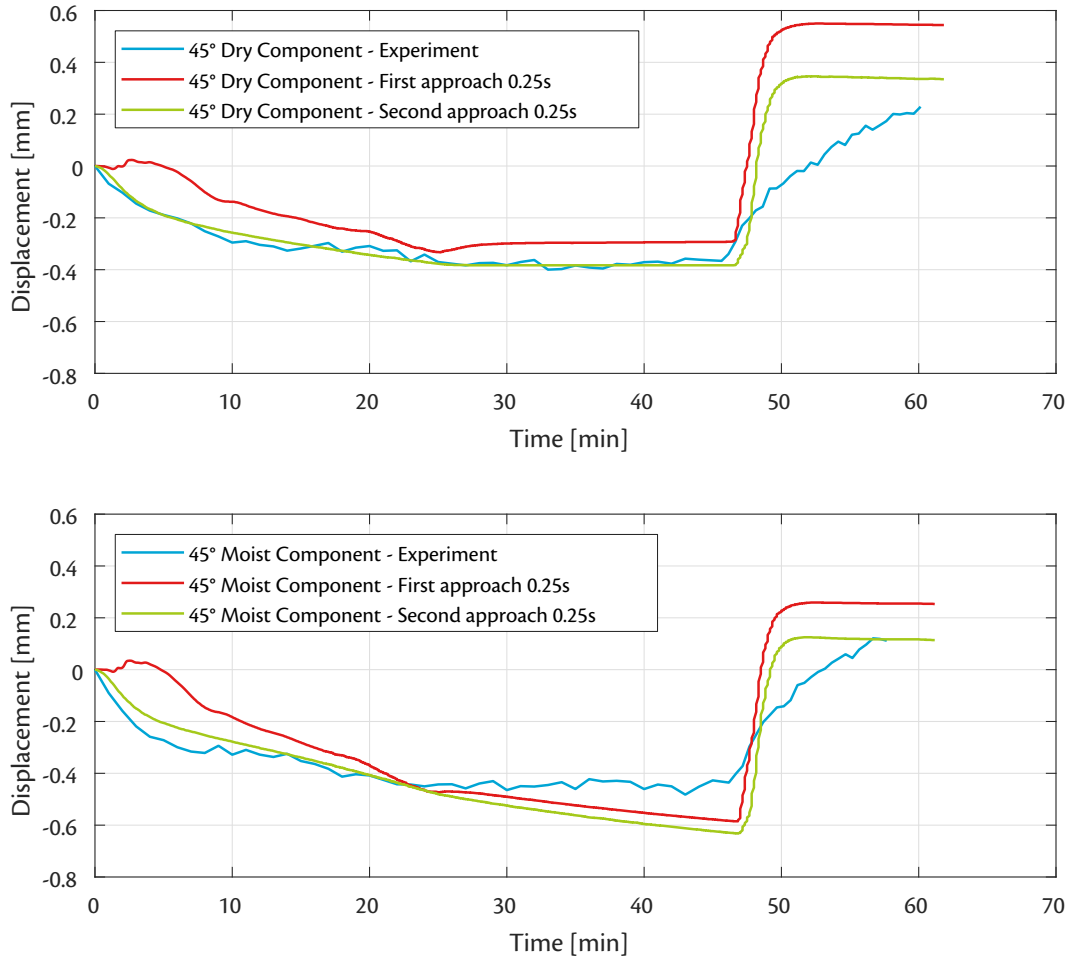 0.6
45° Dry Component - Experiment
0.4
45° Dry Component - First approach 0.25s
45° Dry Component - Second approach 0.25s
0.2
0
-0.2
-0.4
-0.6
-0.8
Displacement [mm]
0 10 20 30 40 50 60 70
Time [min]
0.6
45° Moist Component - Experiment
0.4
45° Moist Component - First approach 0.25s
45° Moist Component - Second approach 0.25s
0.2
0
-0.2
-0.4
-0.6
-0.8
Displacement [mm]
0 10 20 30 40 50 60 70
Time [min]